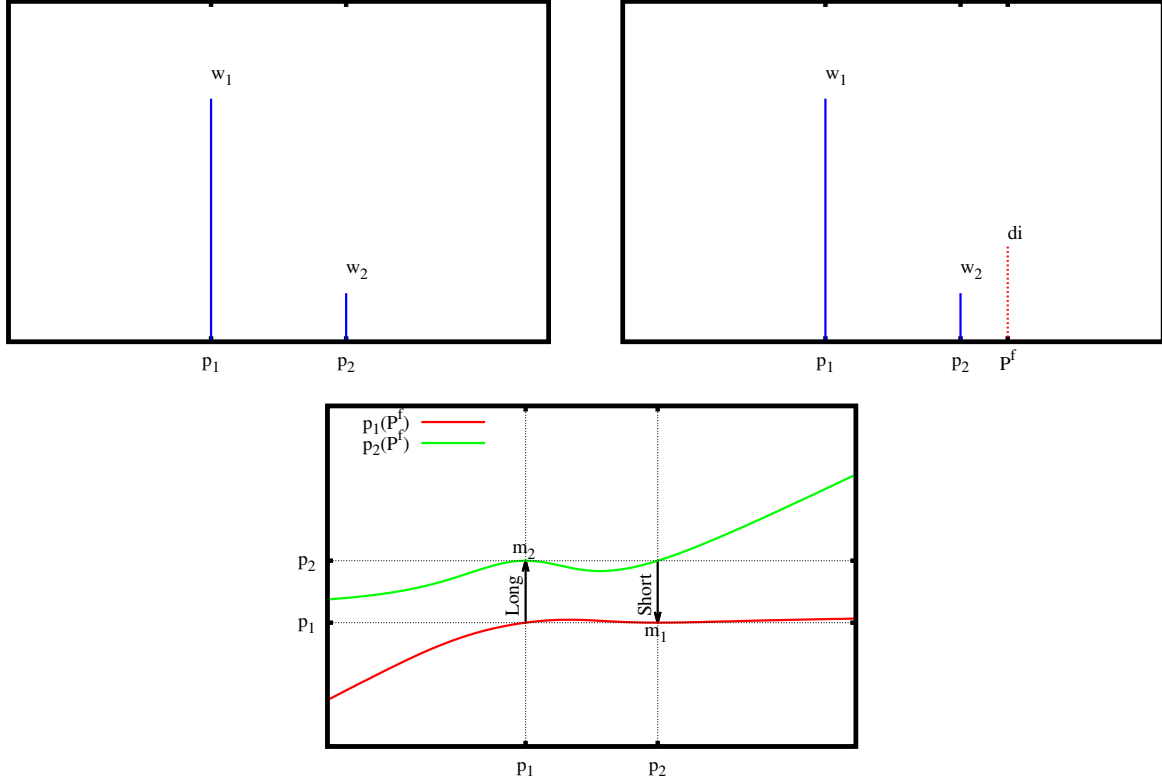 w₁
w₂
p₁ p₂
w₁
di
w₂
p₁ p₂ Pᶠ
p₁(Pᶠ)
p₂(Pᶠ)
p₂
m₂
Long
Short
p₁
m₁
p₁ p₂